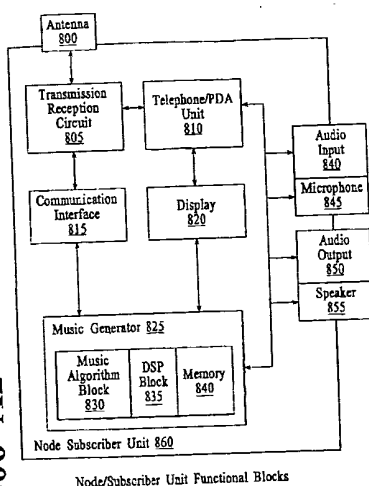 Antenna
800
Transmission
Reception
Circuit
805
Telephone/PDA
Unit
810
Audio
Input
840
Microphone
845
Communication
Interface
815
Display
820
Audio
Output
850
Speaker
855
Music Generator 825
Music
Algorithm
Block
830
DSP
Block
835
Memory
840
Node Subscriber Unit 860
Node/Subscriber Unit Functional Blocks